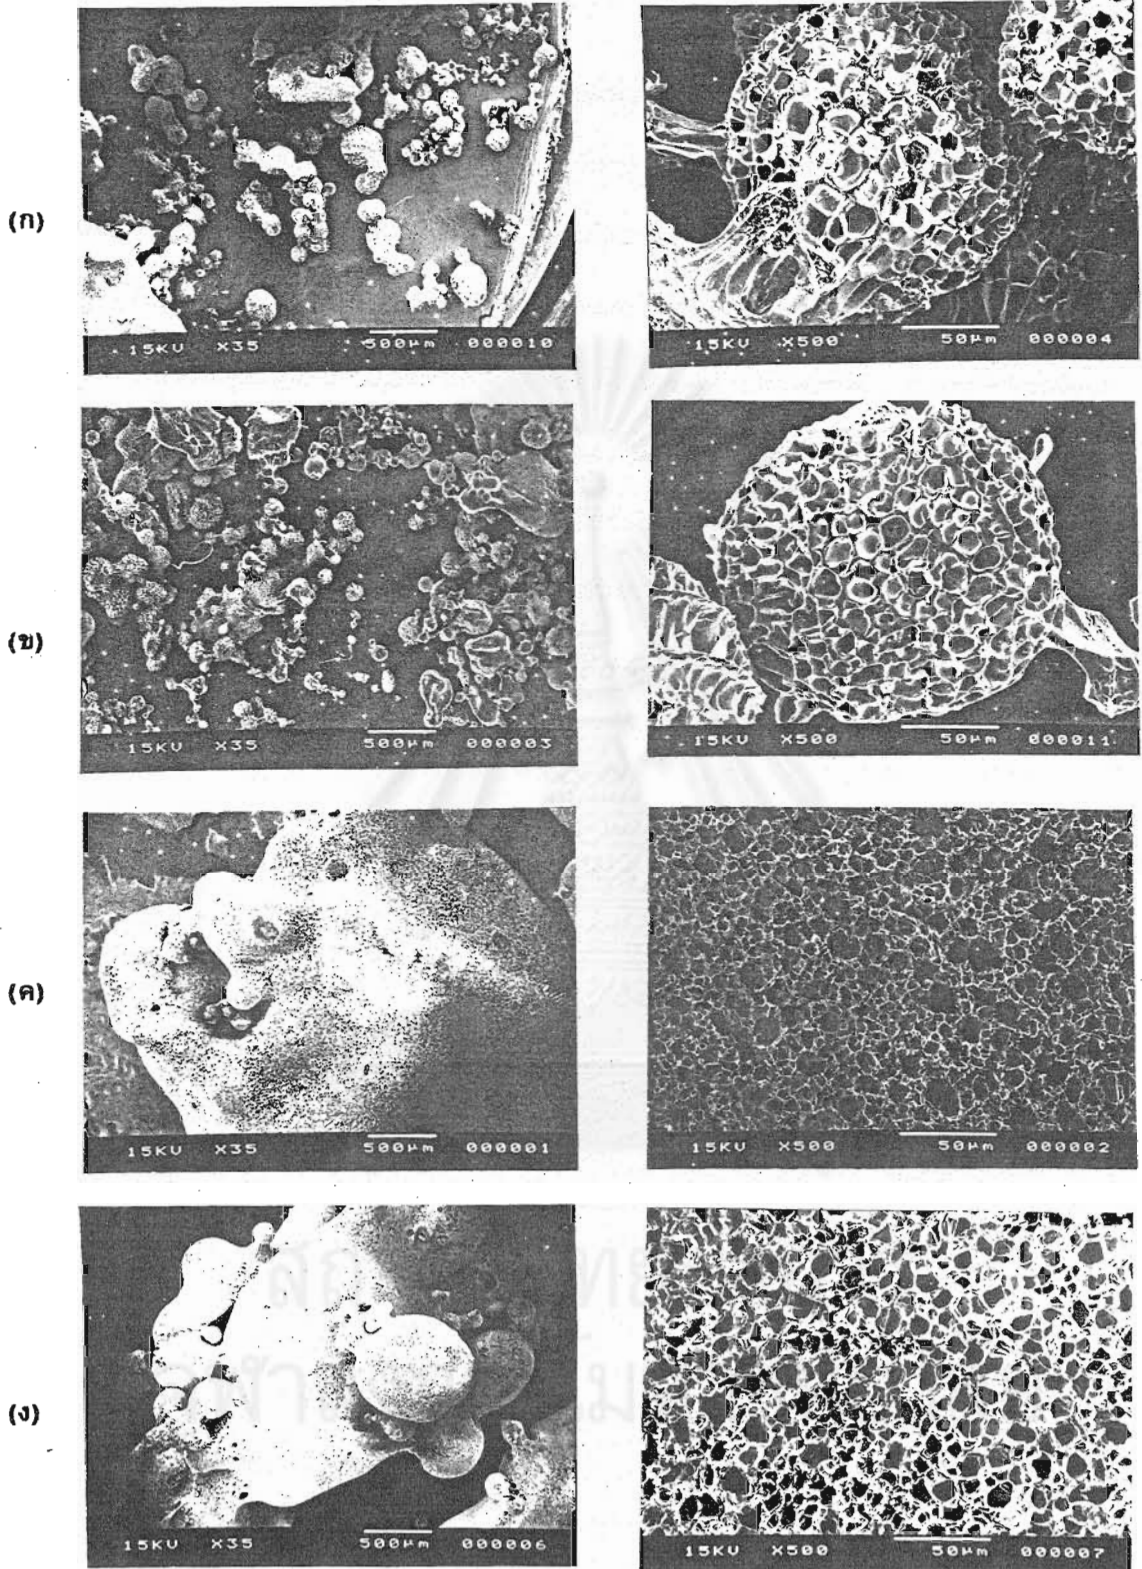 (ก)
15KV X35 500µm 000010
15KV X500 50µm 000004
(ข)
15KV X35 500µm 000003
15KV X500 50µm 000011
(ค)
15KV X35 500µm 000001
15KV X500 50µm 000002
(ง)
15KV X35 500µm 000006
15KV X500 50µm 000007